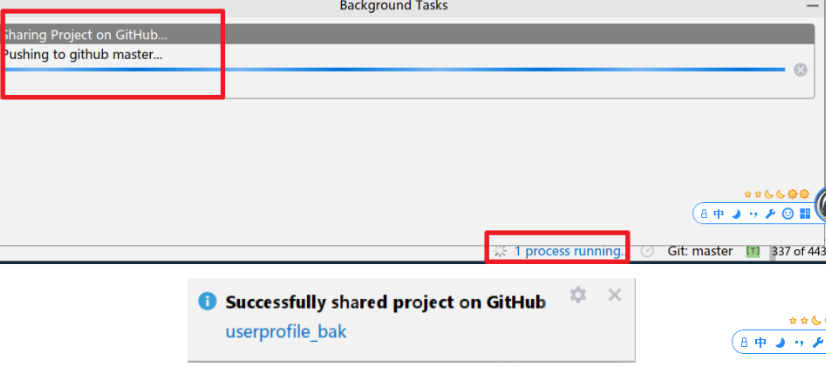 Background Tasks
Sharing Project on GitHub...
Pushing to github master...
中
1 process running...
Git: master
[T]
337 of 443
Successfully shared project on GitHub
userprofile_bak
中